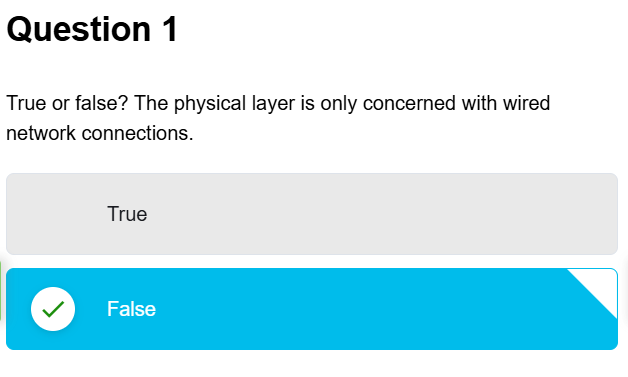 Question 1
True or false? The physical layer is only concerned with wired
network connections.
True
False